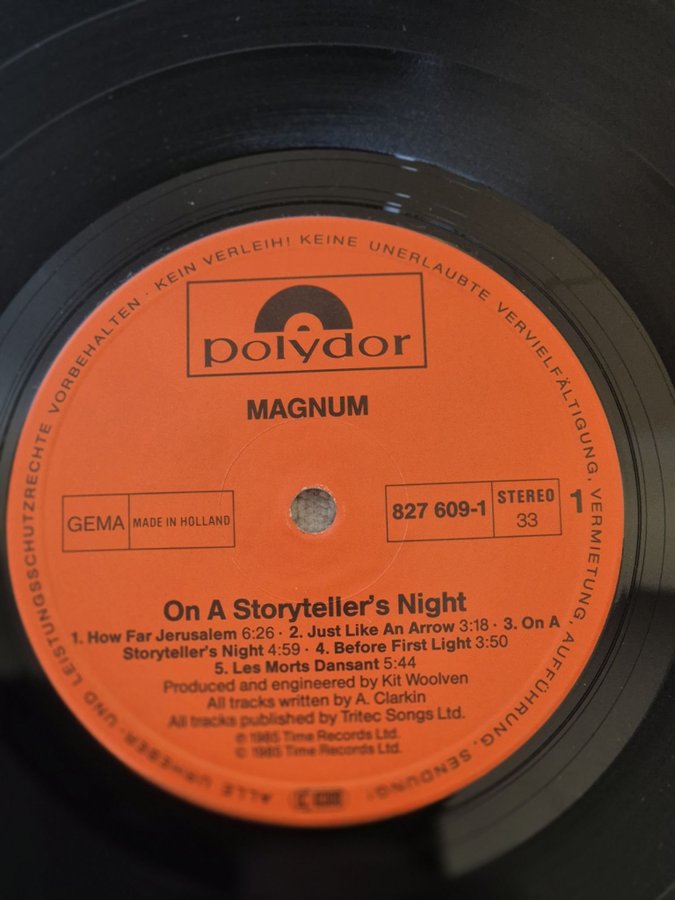 ALLE URHEBER- UND LEISTUNGSSCHUTZRECHTE VORBEHALTEN · KEIN VERLEIH! KEINE UNERLAUBTE VERVIELFÄLTIGUNG, VERMIETUNG, AUFFÜHRUNG, SENDUNG!
polydor
MAGNUM
GEMA MADE IN HOLLAND
827 609-1 STEREO 33 1
On A Storyteller's Night
1. How Far Jerusalem 6:26 · 2. Just Like An Arrow 3:18 · 3. On A
Storyteller's Night 4:59 · 4. Before First Light 3:50
5. Les Morts Dansant 5:44
Produced and engineered by Kit Woolven
All tracks written by A. Clarkin
All tracks published by Tritec Songs Ltd.
℗ 1985 Time Records Ltd.
© 1985 Time Records Ltd.